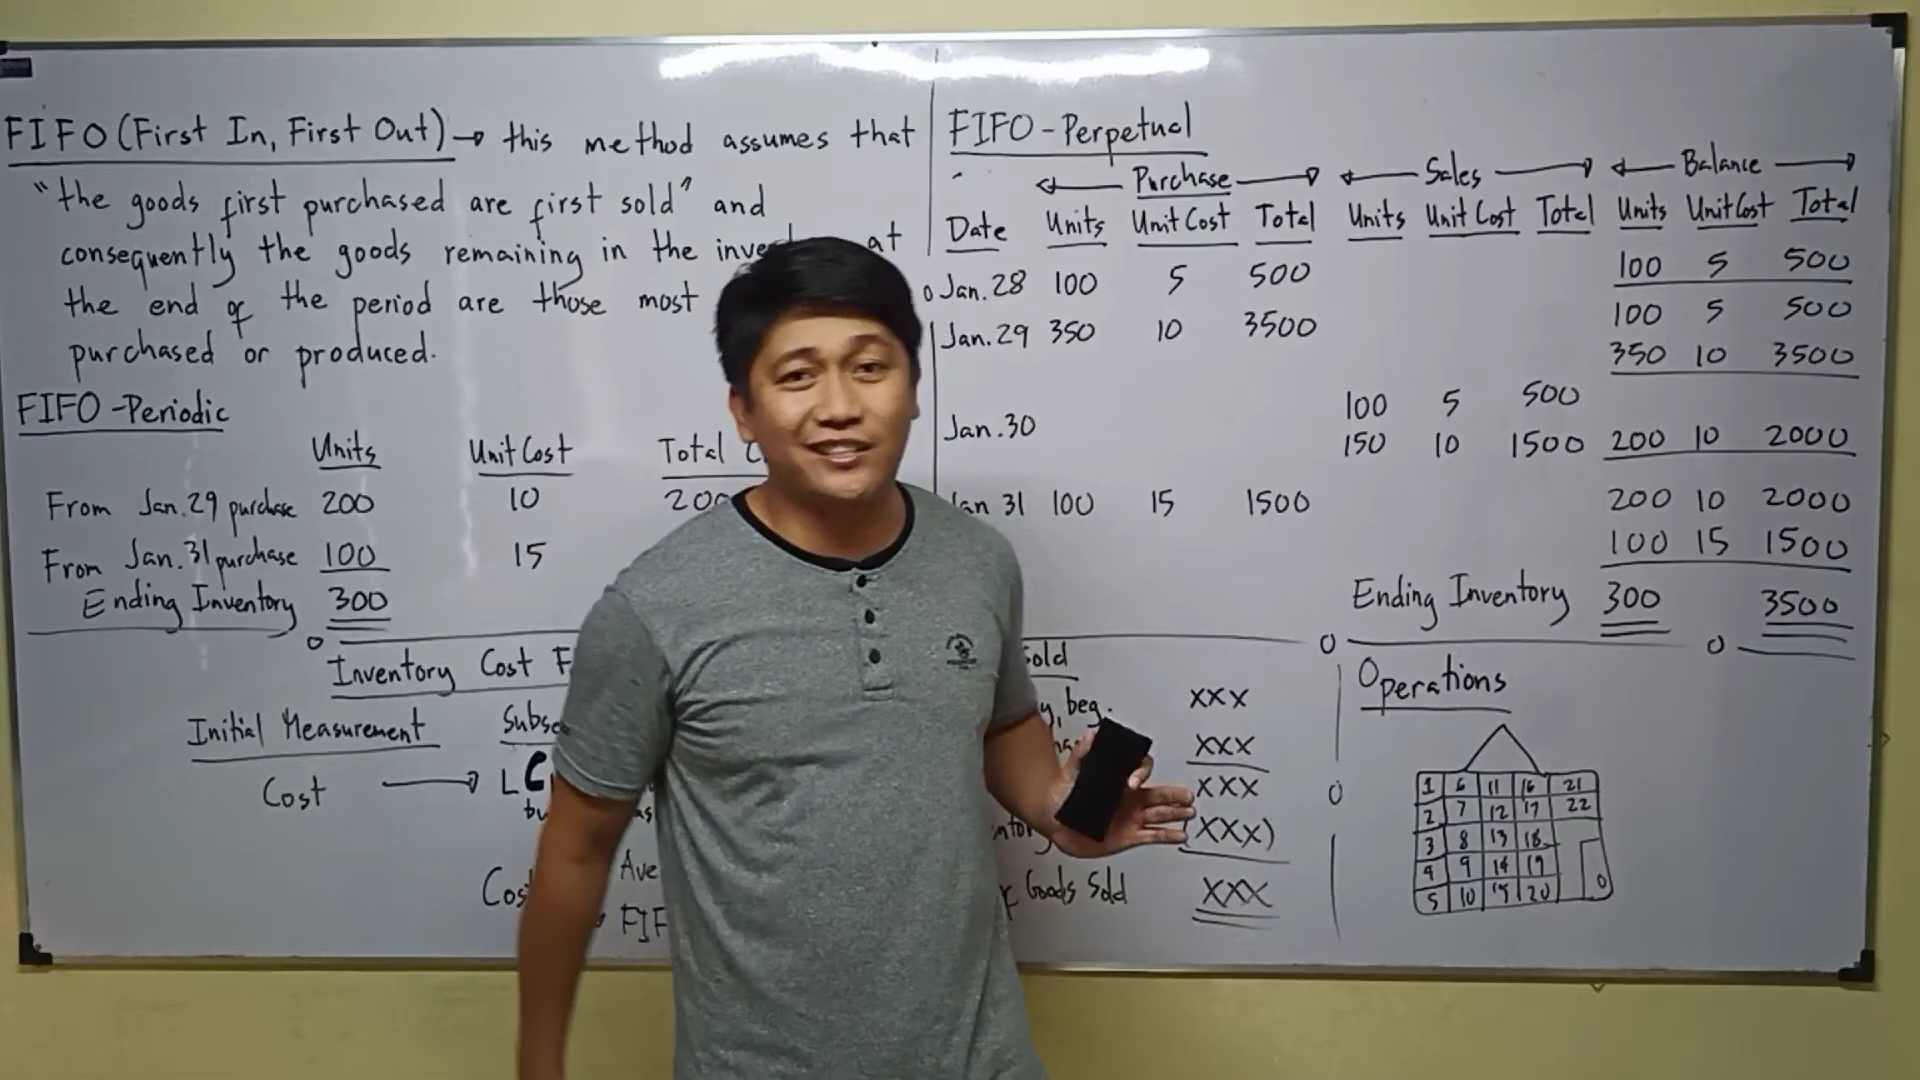 FIFO (First In, First Out) → this method assumes that
"the goods first purchased are first sold" and
consequently the goods remaining in the at
the end of the period are those most
purchased or produced.
FIFO - Periodic
Units Unit Cost Total
From Jan. 29 purchase 200 10
From Jan. 31 purchase 100 15
Ending Inventory 300
FIFO - Perpetual
Purchase Sales Balance
Date Units Unit Cost Total Units Unit Cost Total Units Unit Cost Total
Jan. 28 100 5 500 100 5 500
100 5 500
Jan. 29 350 10 3500 350 10 3500
100 5 500
Jan. 30 150 10 1500 200 10 2000
Jan 31 100 15 1500 200 10 2000
100 15 1500
Ending Inventory 300 3500
Inventory Cost
Initial Measurement
Cost →
FIF
Sold
beg. XXX
XXX
XXX
(XXX)
Goods Sold XXX
Operations
1 6 11 16 21
2 7 12 17 22
3 8 13 18
4 9 14 19
5 10 15 20